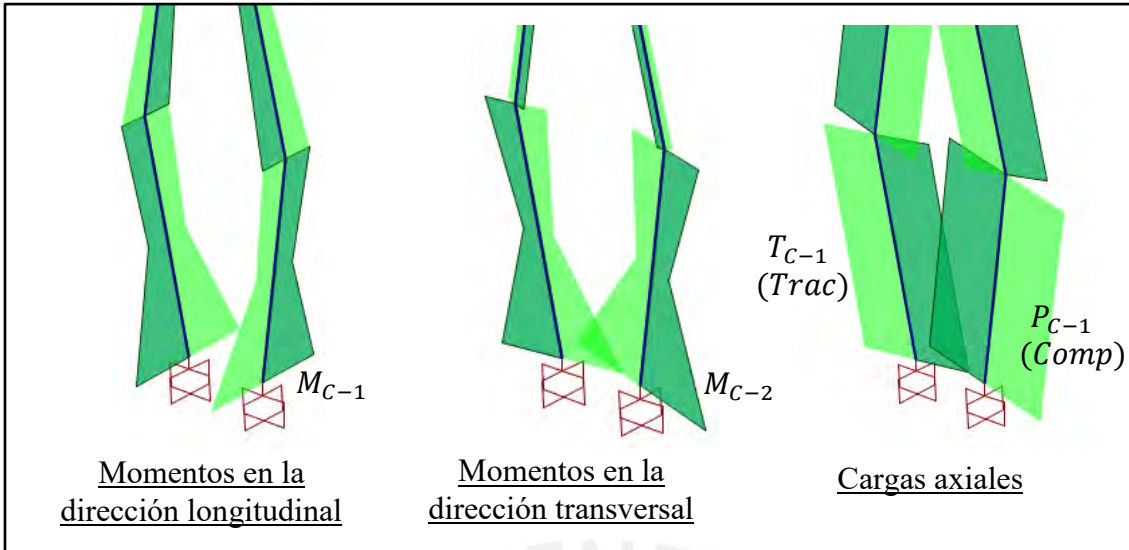 T_{C-1}
(Trac)
P_{C-1}
(Comp)
M_{C-1}
M_{C-2}
Momentos en la
dirección longitudinal
Momentos en la
dirección transversal
Cargas axiales